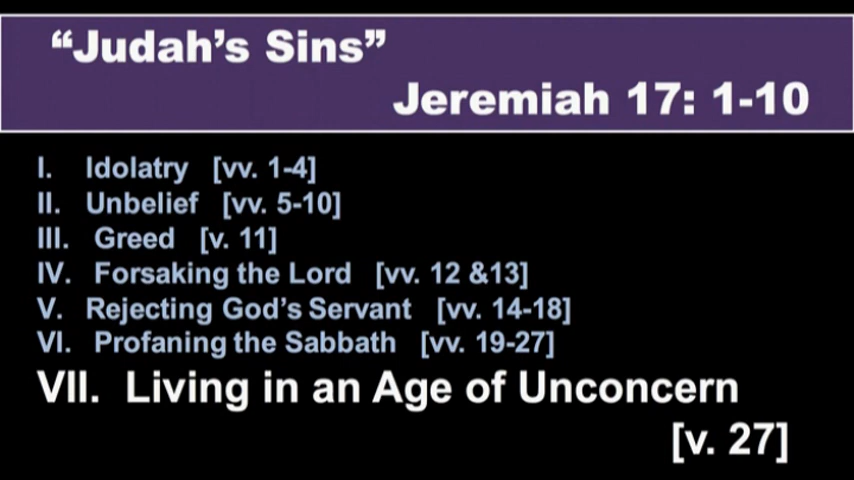 “Judah’s Sins”
Jeremiah 17: 1-10
I. Idolatry [vv. 1-4]
II. Unbelief [vv. 5-10]
III. Greed [v. 11]
IV. Forsaking the Lord [vv. 12 &13]
V. Rejecting God’s Servant [vv. 14-18]
VI. Profaning the Sabbath [vv. 19-27]
VII. Living in an Age of Unconcern
[v. 27]